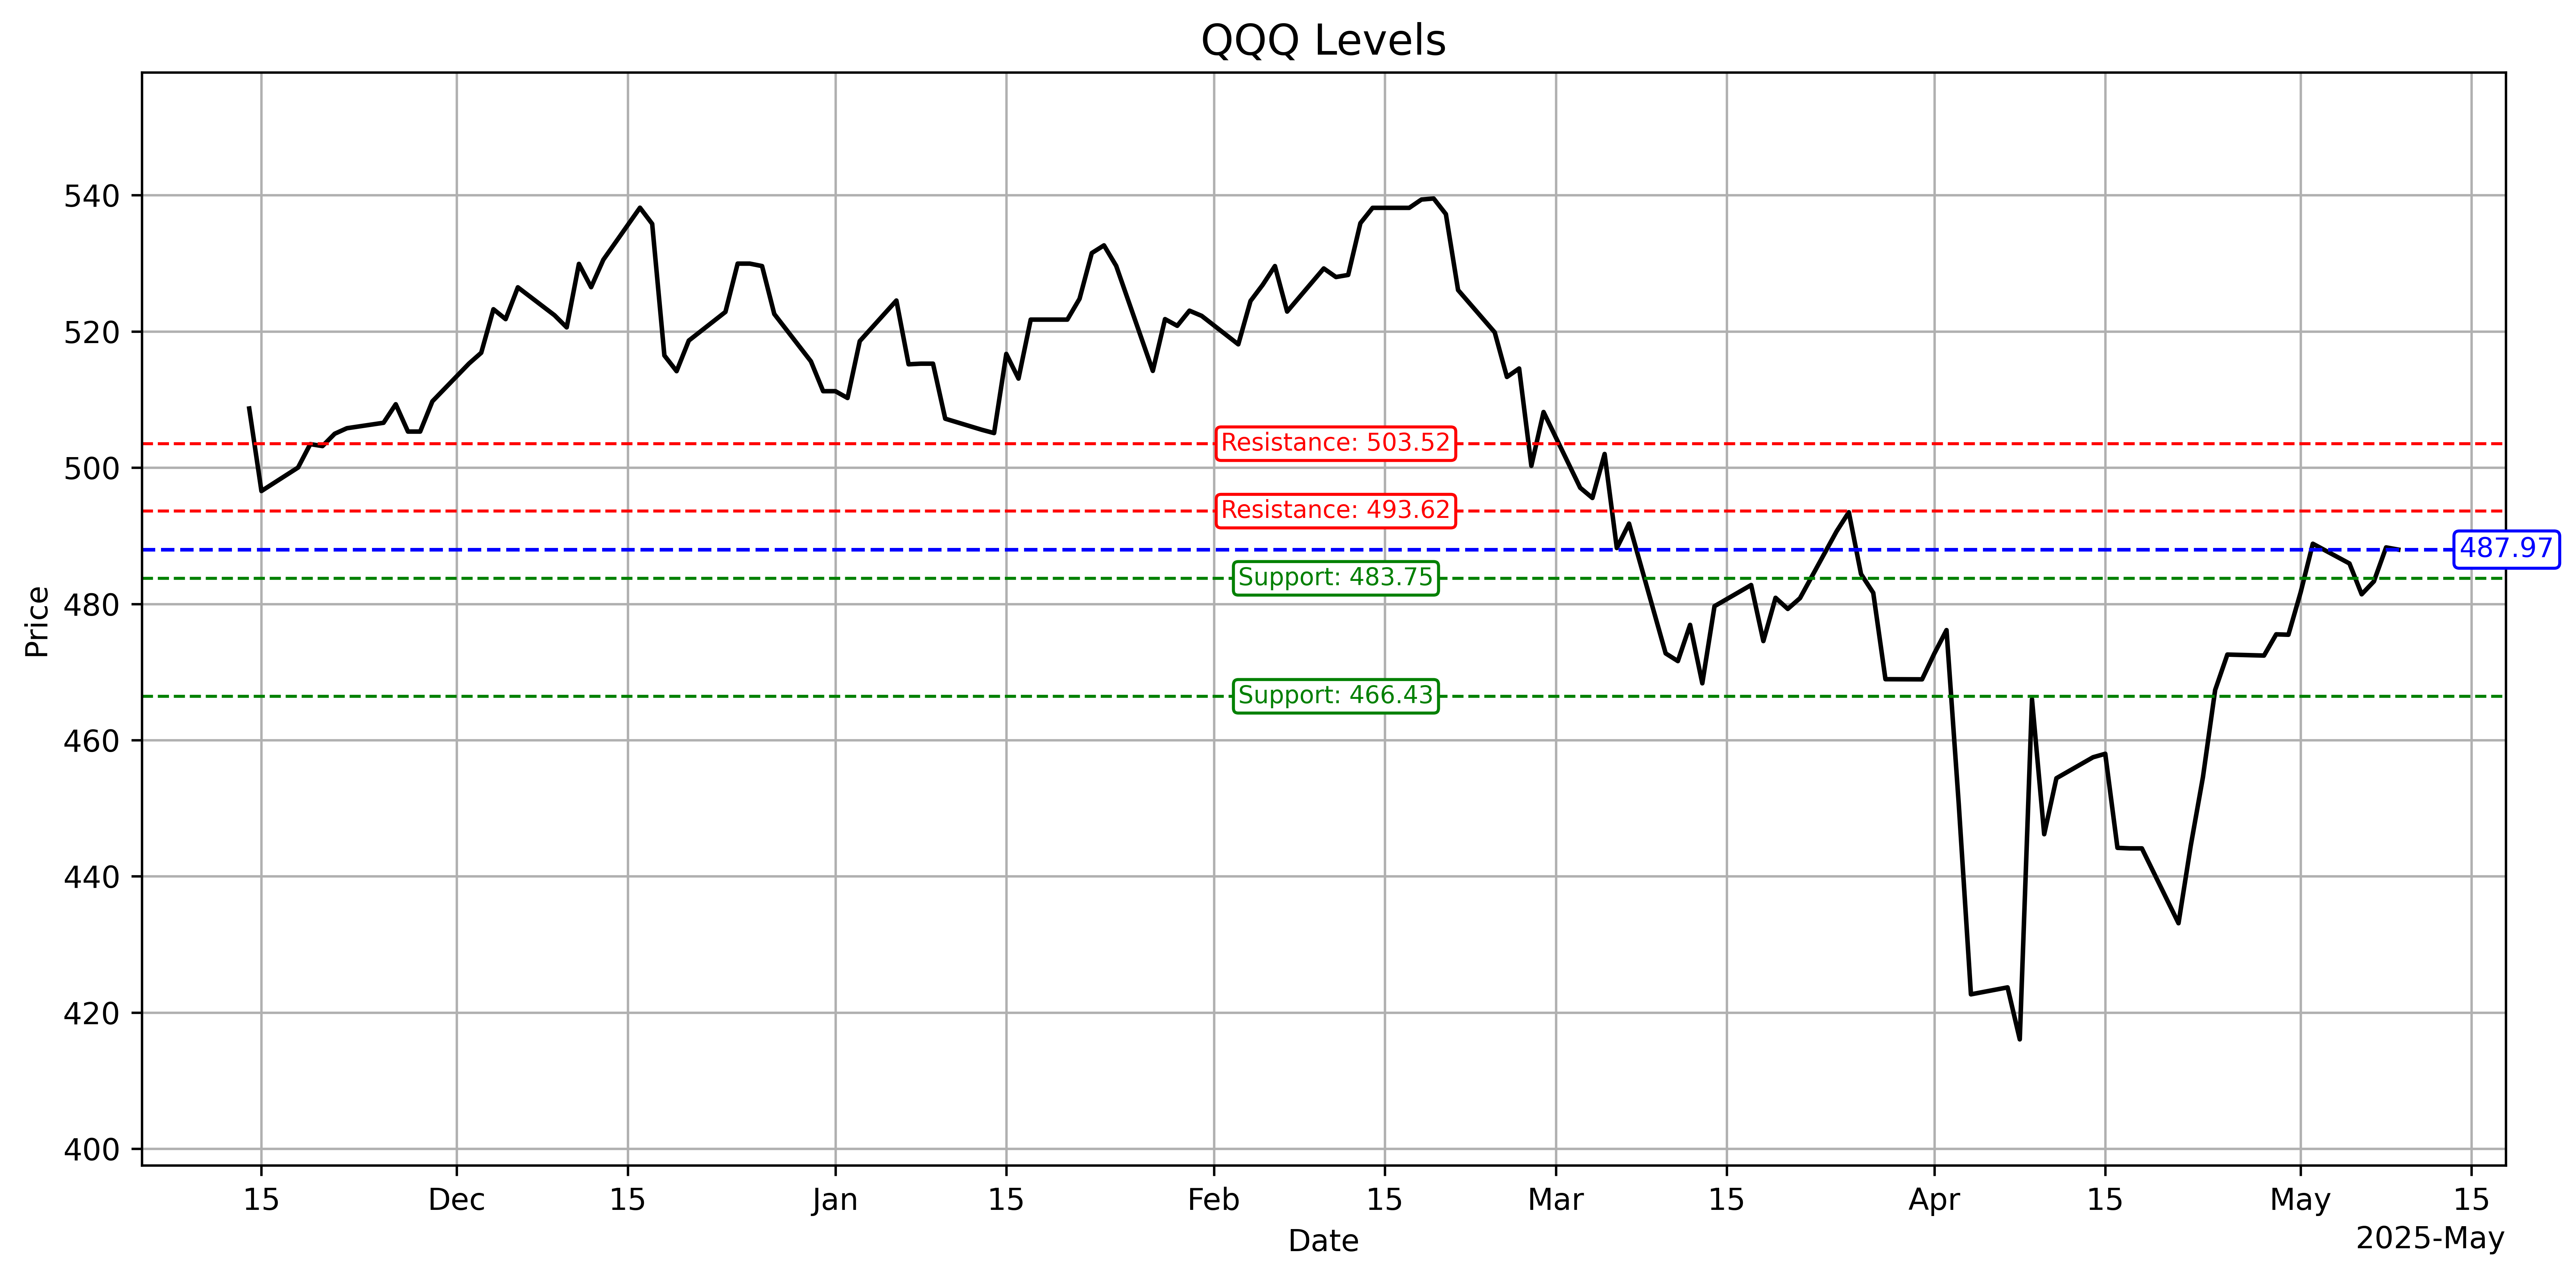 QQQ Levels
540
520
500
480
460
440
420
400
Price
Resistance: 503.52
Resistance: 493.62
487.97
Support: 483.75
Support: 466.43
15
Dec
15
Jan
15
Feb
15
Mar
15
Apr
15
May
15
Date
2025-May